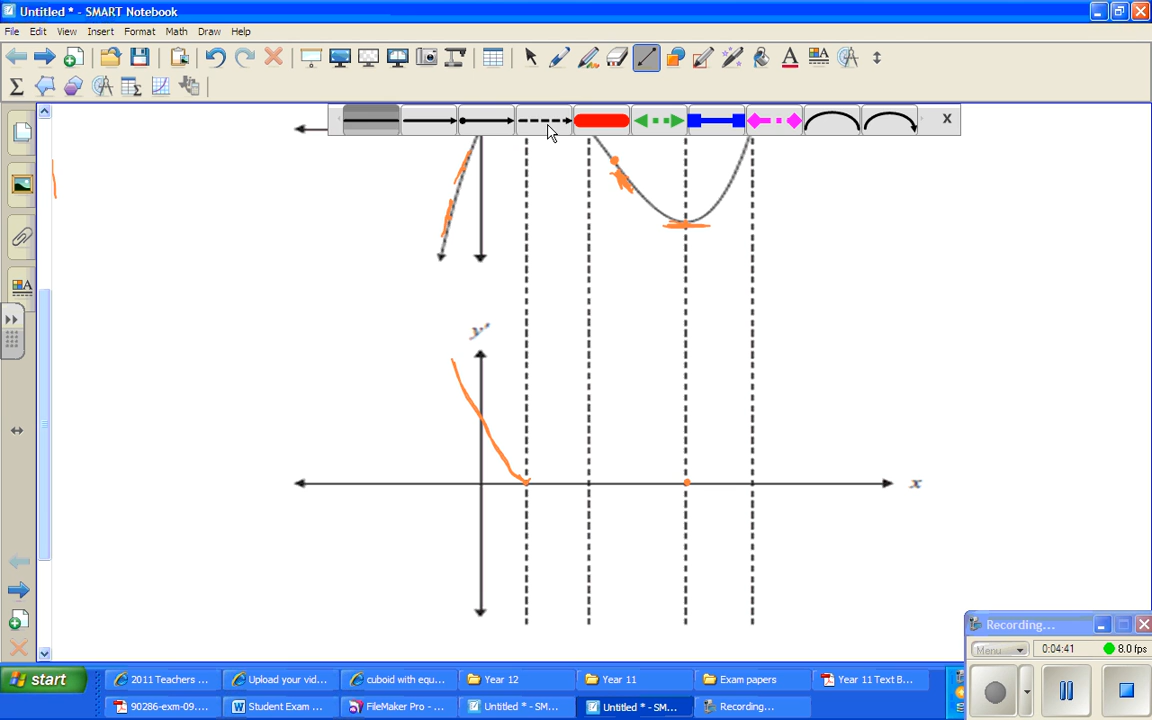 Untitled * - SMART Notebook
File Edit View Insert Format Math Draw Help
x
y'
x
Recording...
Menu 0:04:41 8.0 fps
start 2011 Teachers ... Upload your vid... cuboid with equ... Year 12 Year 11 Exam papers Year 11 Text B...
90286-exm-09.... Student Exam ... FileMaker Pro - ... Untitled * - SM... Untitled * - SM... Recording...